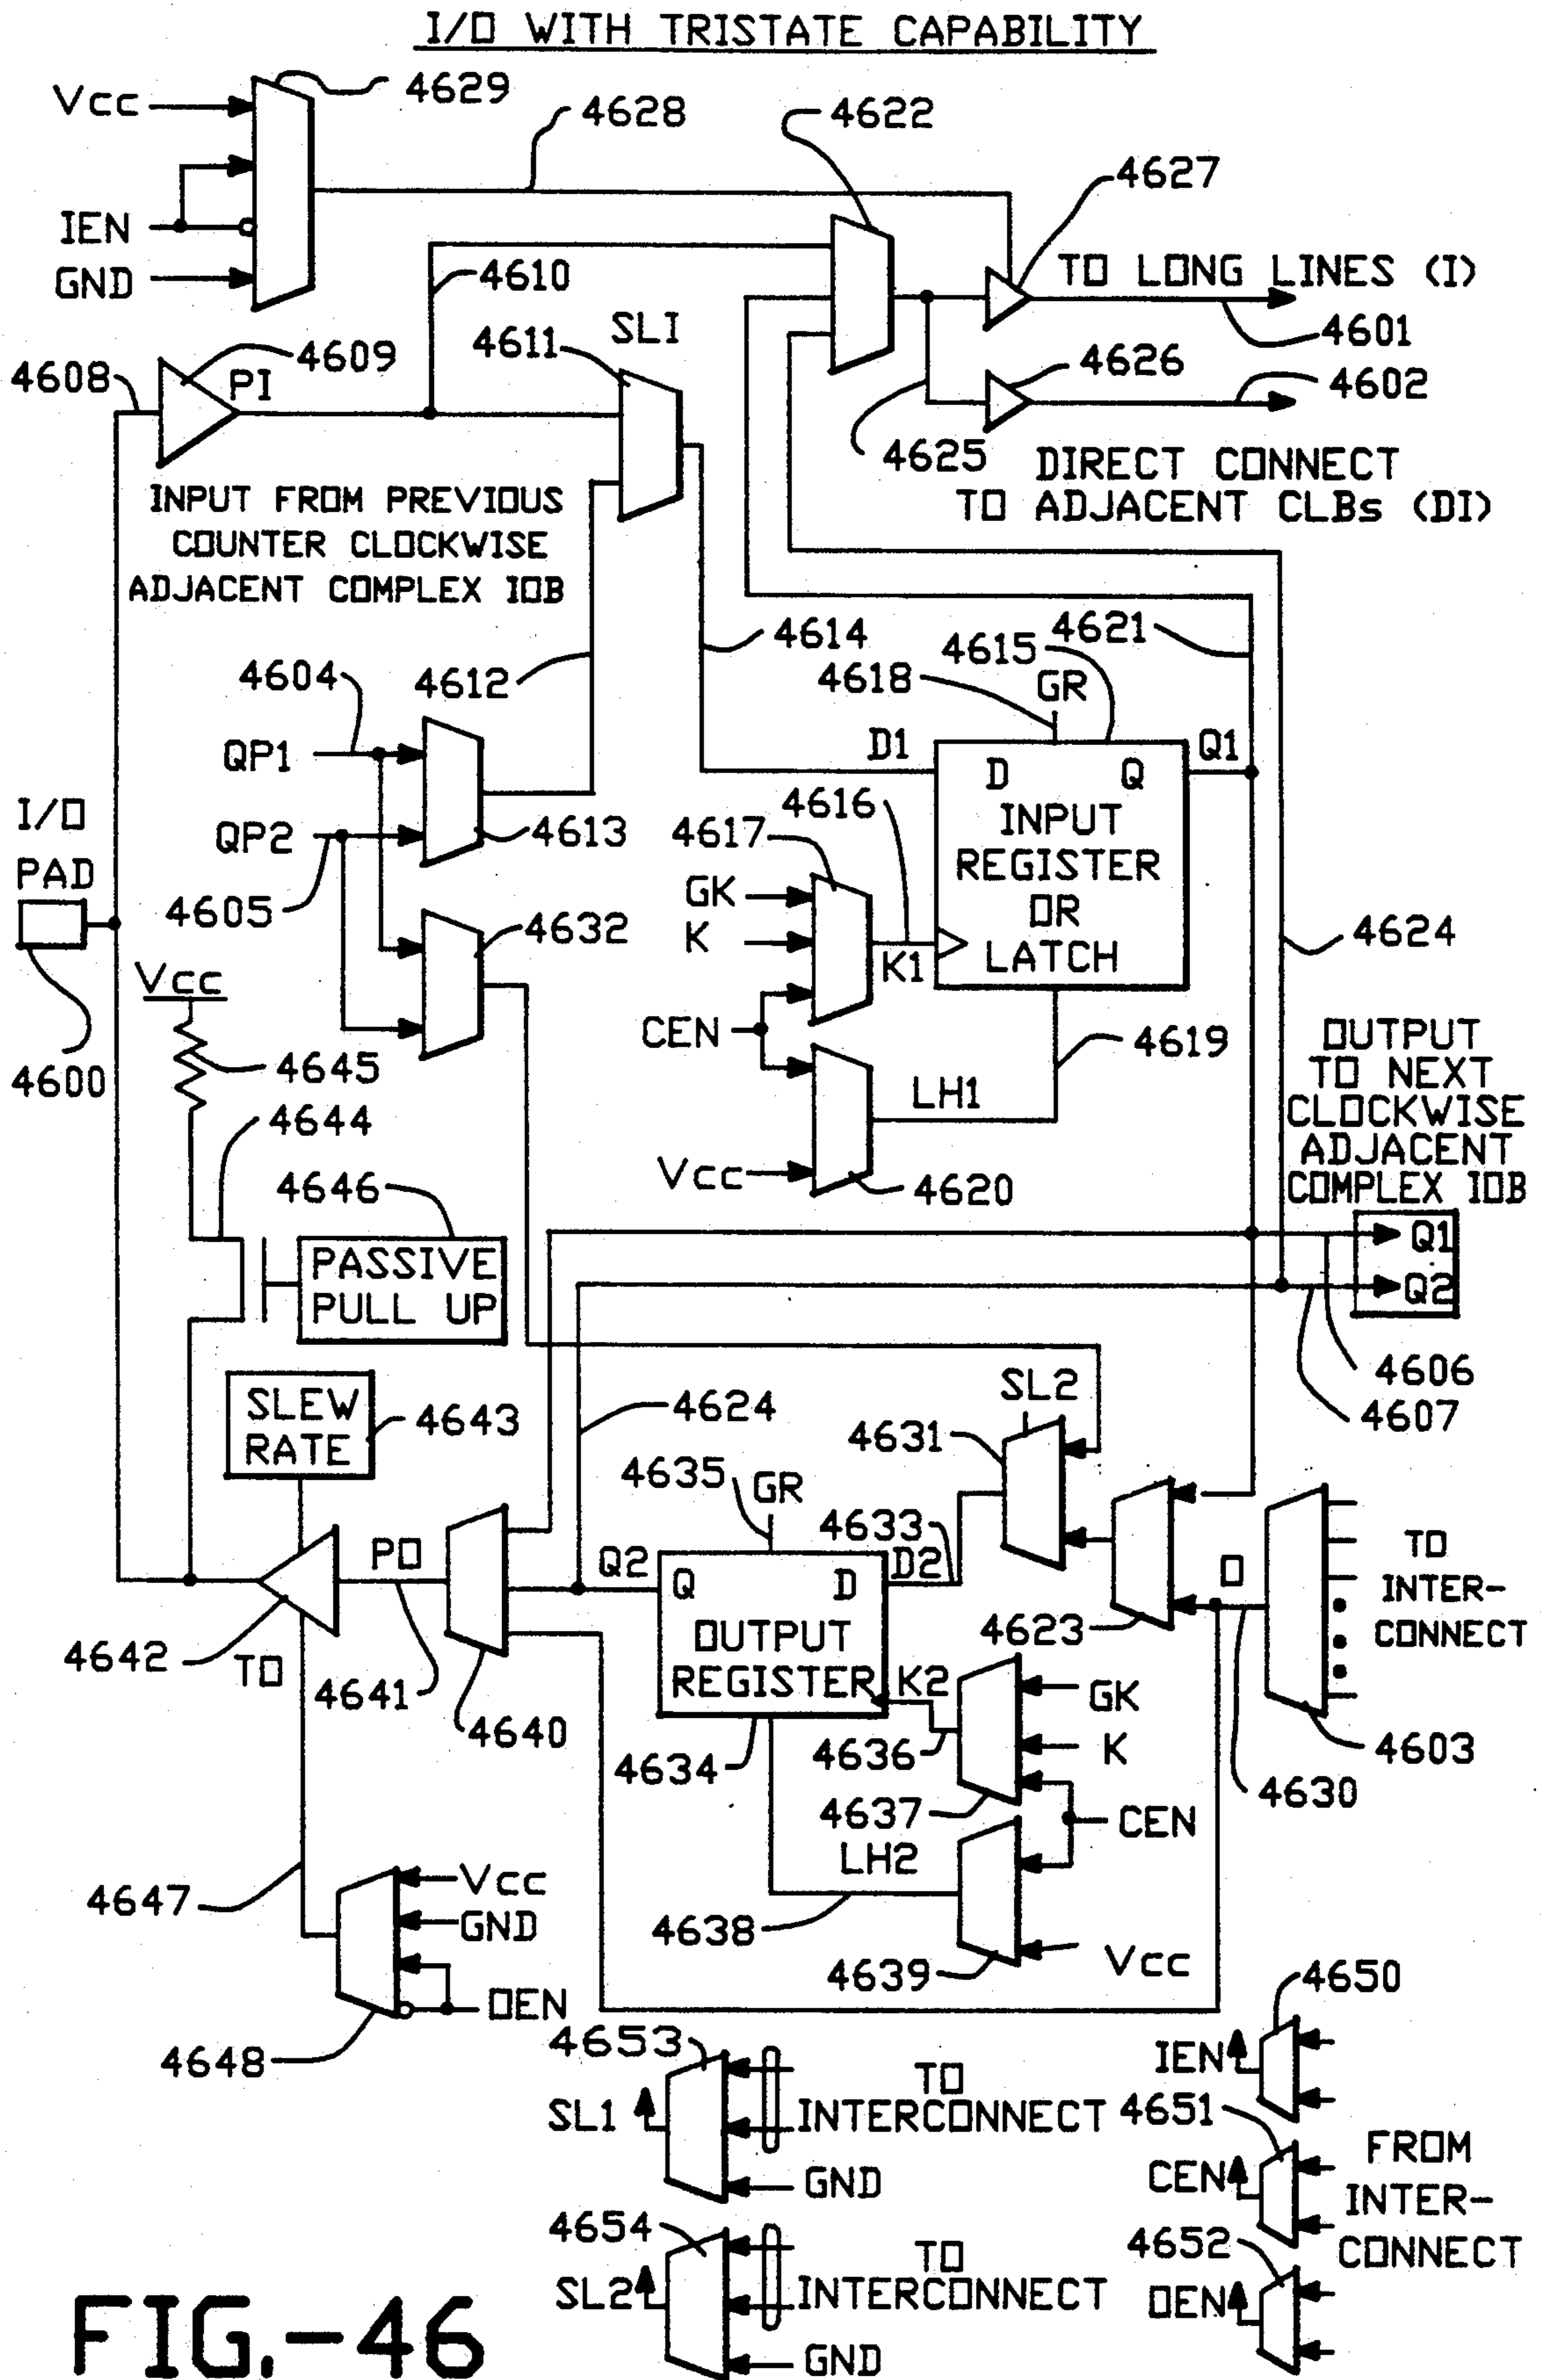 I/O WITH TRISTATE CAPABILITY
4629
Vcc
4628
4622
4627
IEN
GND
4610
TO LONG LINES (I)
4601
SLI
4611
4609
PI
4608
4626
4602
4625
DIRECT CONNECT
TO ADJACENT CLBs (DI)
INPUT FROM PREVIOUS
COUNTER CLOCKWISE
ADJACENT COMPLEX IOB
4614
4621
4615
4604
4612
4618
GR
QP1
D1
Q1
D Q
INPUT
REGISTER
OR
LATCH
4616
4617
QP2
4613
I/O
PAD
4605
4632
GK
K
K1
4624
Vcc
CEN
4619
4600
4645
LH1
OUTPUT
TO NEXT
CLOCKWISE
ADJACENT
COMPLEX IOB
4644
Vcc
4620
4646
PASSIVE
PULL UP
Q1
Q2
4606
4607
SLEW
RATE
4643
4624
SL2
4631
4635
GR
4633
PO
Q2
Q D
D2
OUTPUT
REGISTER
O
TO
INTER-
CONNECT
4623
4642
TO
4641
4640
K2
GK
4634
4636
K
4603
4630
4637
CEN
LH2
4647
Vcc
GND
4638
4639
Vcc
OEN
4650
4648
4653
IEN
TO
INTERCONNECT
SL1
4651
GND
CEN
FROM
INTER-
CONNECT
4654
TO
INTERCONNECT
SL2
4652
OEN
GND
FIG.-46